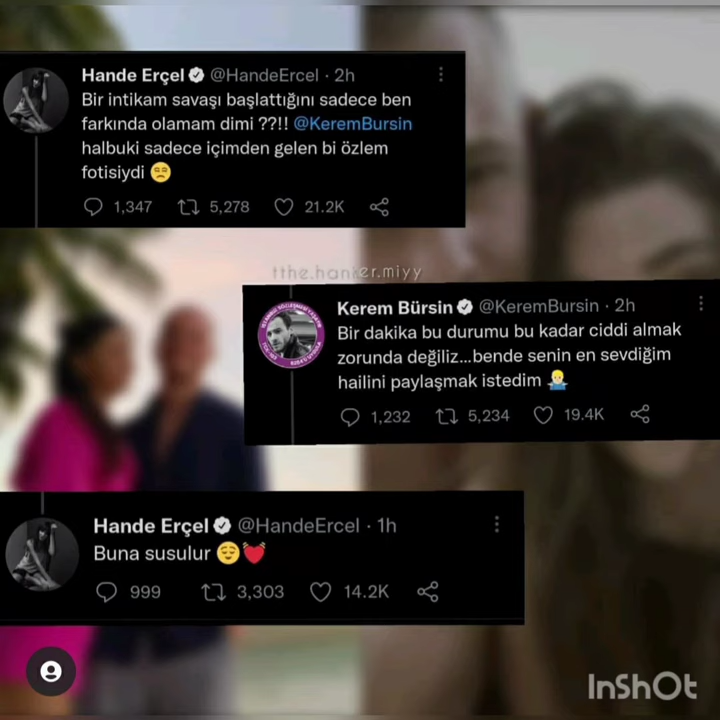 Hande Erçel @HandeErcel · 2h
Bir intikam savaşı başlattığını sadece ben
farkında olamam dimi ??!! @KeremBursin
halbuki sadece içimden gelen bi özlem
fotisiydi 😒
1,347 5,278 21.2K
tthe.hanker.miyy
Kerem Bürsin @KeremBursin · 2h
Bir dakika bu durumu bu kadar ciddi almak
zorunda değiliz...bende senin en sevdiğim
hailini paylaşmak istedim 🤷‍♂️
1,232 5,234 19.4K
Hande Erçel @HandeErcel · 1h
Buna susulur 😌💓
999 3,303 14.2K
InShOt